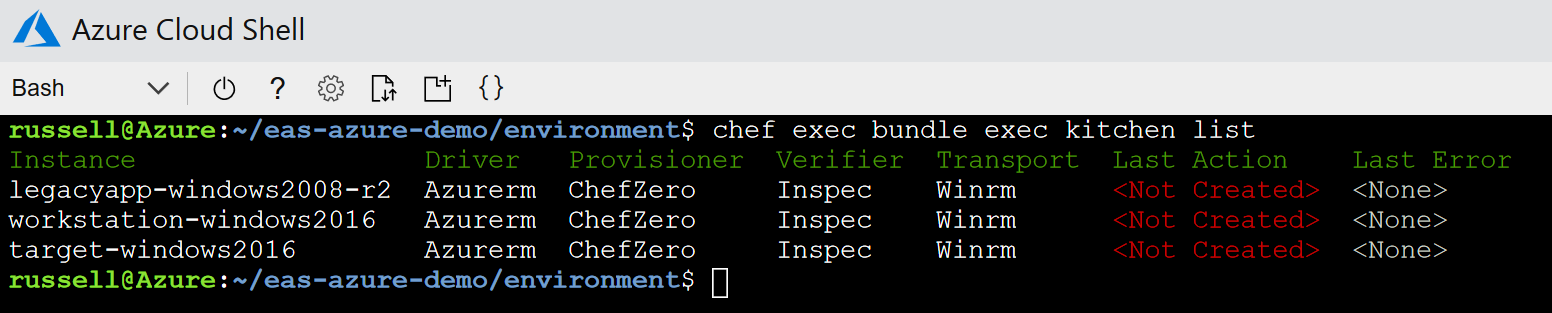 Azure Cloud Shell
Bash ? {}
russell@Azure:~/eas-azure-demo/environment$ chef exec bundle exec kitchen list
Instance Driver Provisioner Verifier Transport Last Action Last Error
legacyapp-windows2008-r2 Azurerm ChefZero Inspec Winrm <Not Created> <None>
workstation-windows2016 Azurerm ChefZero Inspec Winrm <Not Created> <None>
target-windows2016 Azurerm ChefZero Inspec Winrm <Not Created> <None>
russell@Azure:~/eas-azure-demo/environment$